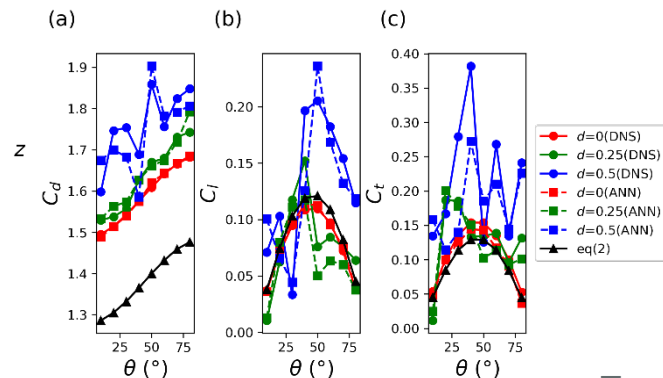 (a)
(b)
(c)
z
C_d
1.9
1.8
1.7
1.6
1.5
1.4
1.3
25
50
75
θ (°)
C_l
0.20
0.15
0.10
0.05
0.00
25
50
75
θ (°)
C_t
0.40
0.35
0.30
0.25
0.20
0.15
0.10
0.05
0.00
25
50
75
θ (°)
d=0(DNS)
d=0.25(DNS)
d=0.5(DNS)
d=0(ANN)
d=0.25(ANN)
d=0.5(ANN)
eq(2)